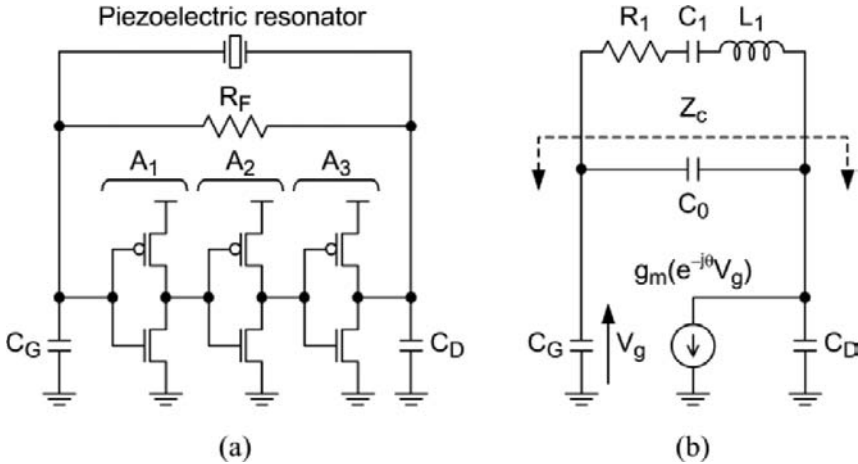 Piezoelectric resonator
R_F
A_1 A_2 A_3
C_G C_D
(a)
R_1 C_1 L_1
Z_c
C_0
g_m(e^{-jθ}V_g)
C_G V_g C_D
(b)